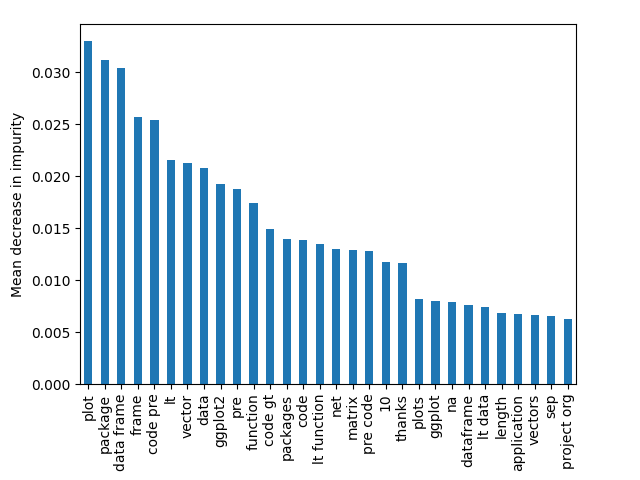 Mean decrease in impurity
0.030
0.025
0.020
0.015
0.010
0.005
0.000
plot
package
data frame
frame
code pre
lt
vector
data
ggplot2
pre
function
code gt
packages
code
lt function
net
matrix
pre code
10
thanks
plots
ggplot
na
dataframe
lt data
length
application
vectors
sep
project org